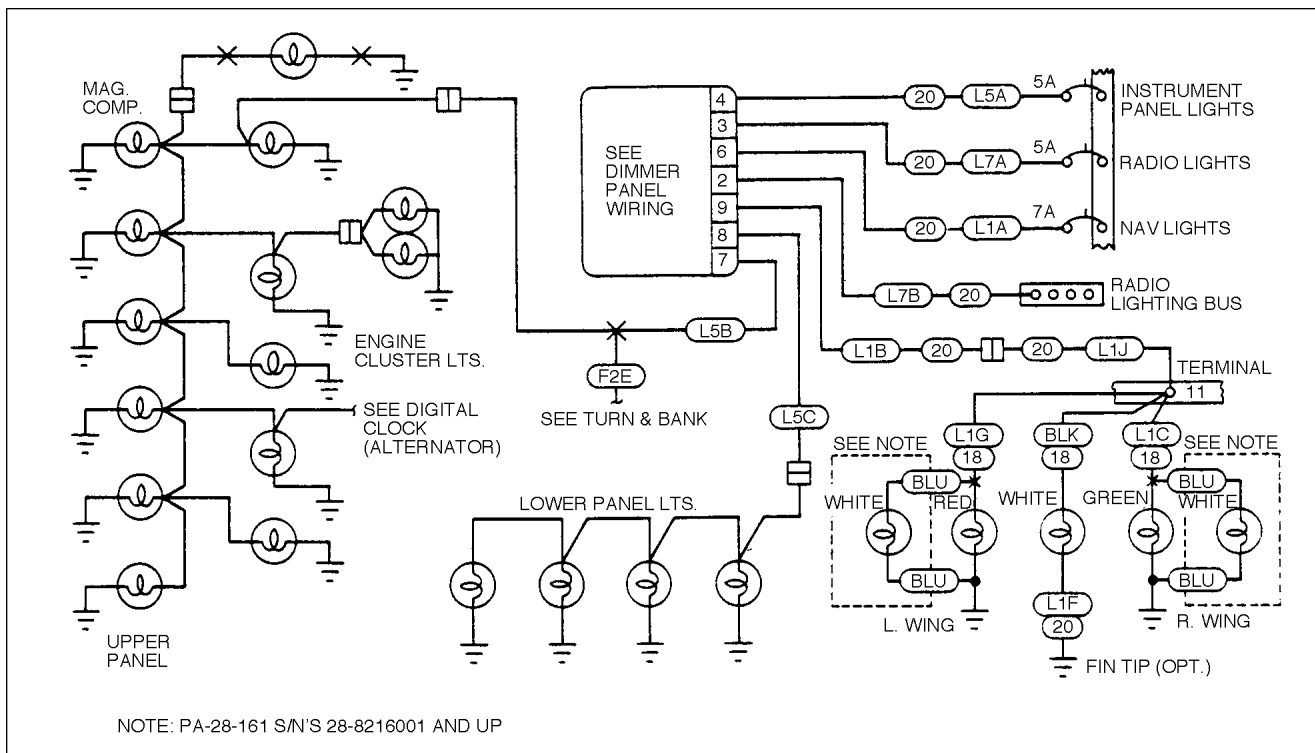 MAG.
COMP.
ENGINE
CLUSTER LTS.
SEE DIGITAL
CLOCK
(ALTERNATOR)
UPPER
PANEL
SEE
DIMMER
PANEL
WIRING
4
3
6
2
9
8
7
20 L5A 5A INSTRUMENT
PANEL LIGHTS
20 L7A 5A RADIO LIGHTS
20 L1A 7A NAV LIGHTS
L7B 20 RADIO
LIGHTING BUS
L1B 20 20 L1J
TERMINAL
11
L5B
F2E
SEE TURN & BANK
L5C
LOWER PANEL LTS.
L1G BLK L1C
18 18 18
SEE NOTE
BLU
WHITE
RED
BLU
L. WING
WHITE
L1F
20
FIN TIP (OPT.)
SEE NOTE
GREEN
BLU
WHITE
BLU
R. WING
NOTE: PA-28-161 S/N'S 28-8216001 AND UP